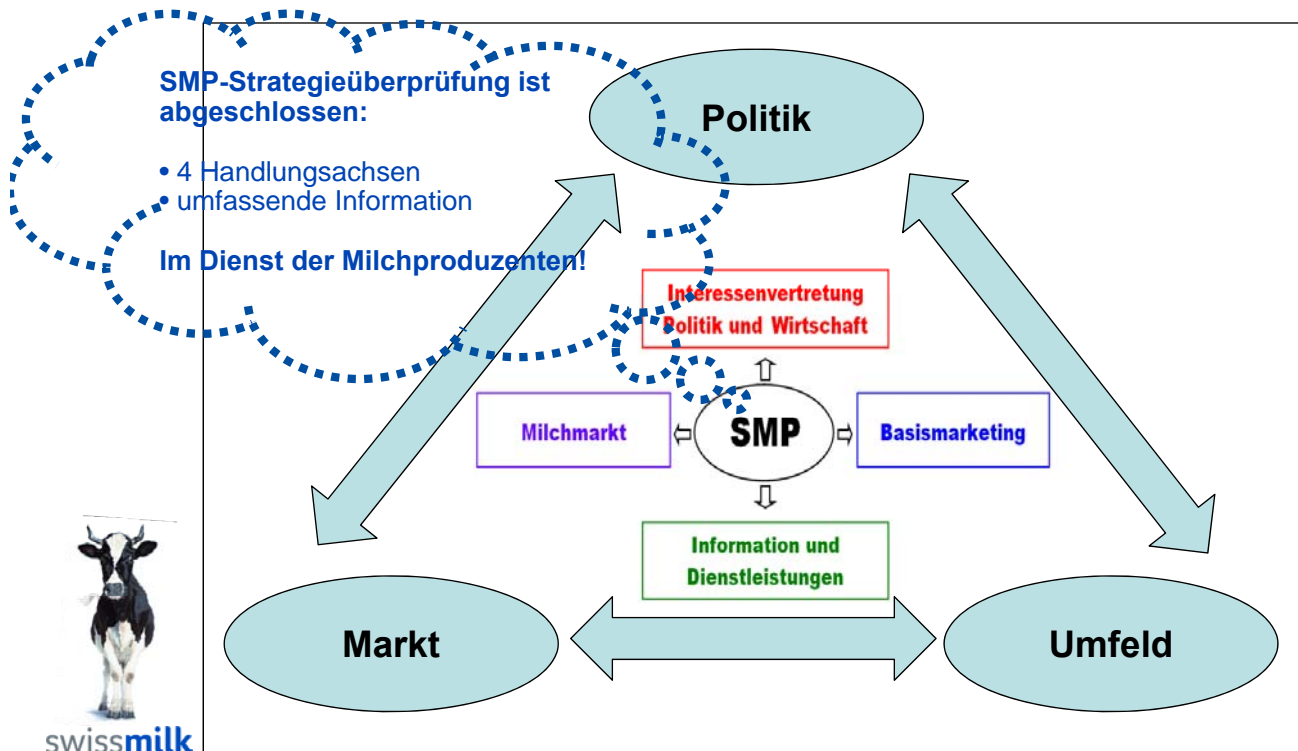 SMP-Strategieüberprüfung ist
abgeschlossen:
• 4 Handlungsachsen
• umfassende Information
Im Dienst der Milchproduzenten!
Politik
Interessenvertretung
Politik und Wirtschaft
Milchmarkt
SMP
Basismarketing
Information und
Dienstleistungen
Markt
Umfeld
swissmilk